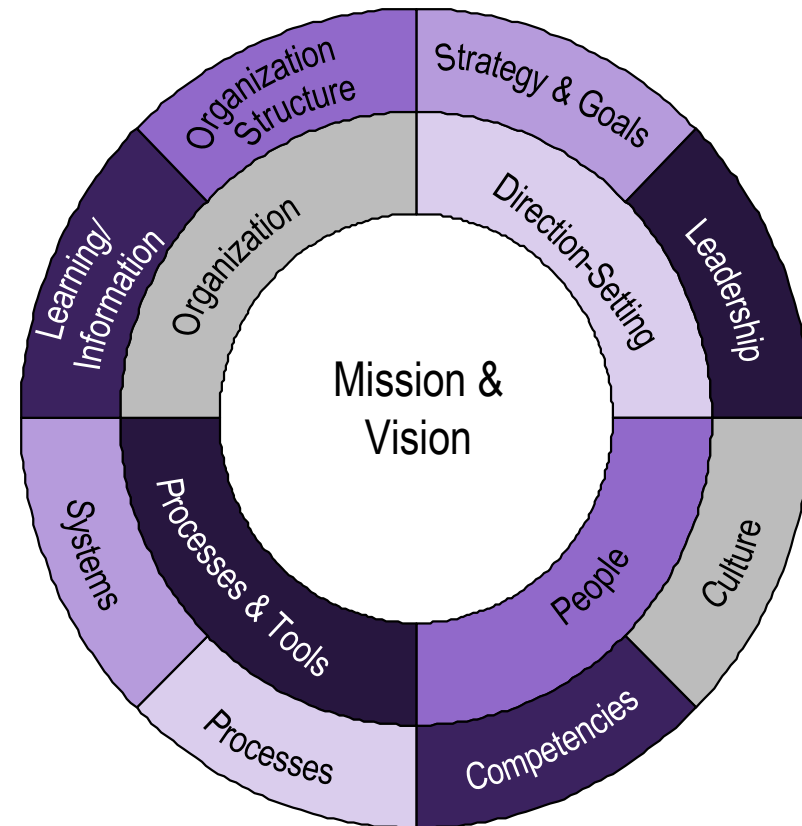 Organization
Structure
Strategy & Goals
Learning/
Information
Organization
Direction-Setting
Leadership
Mission &
Vision
Systems
Processes & Tools
People
Culture
Processes
Competencies